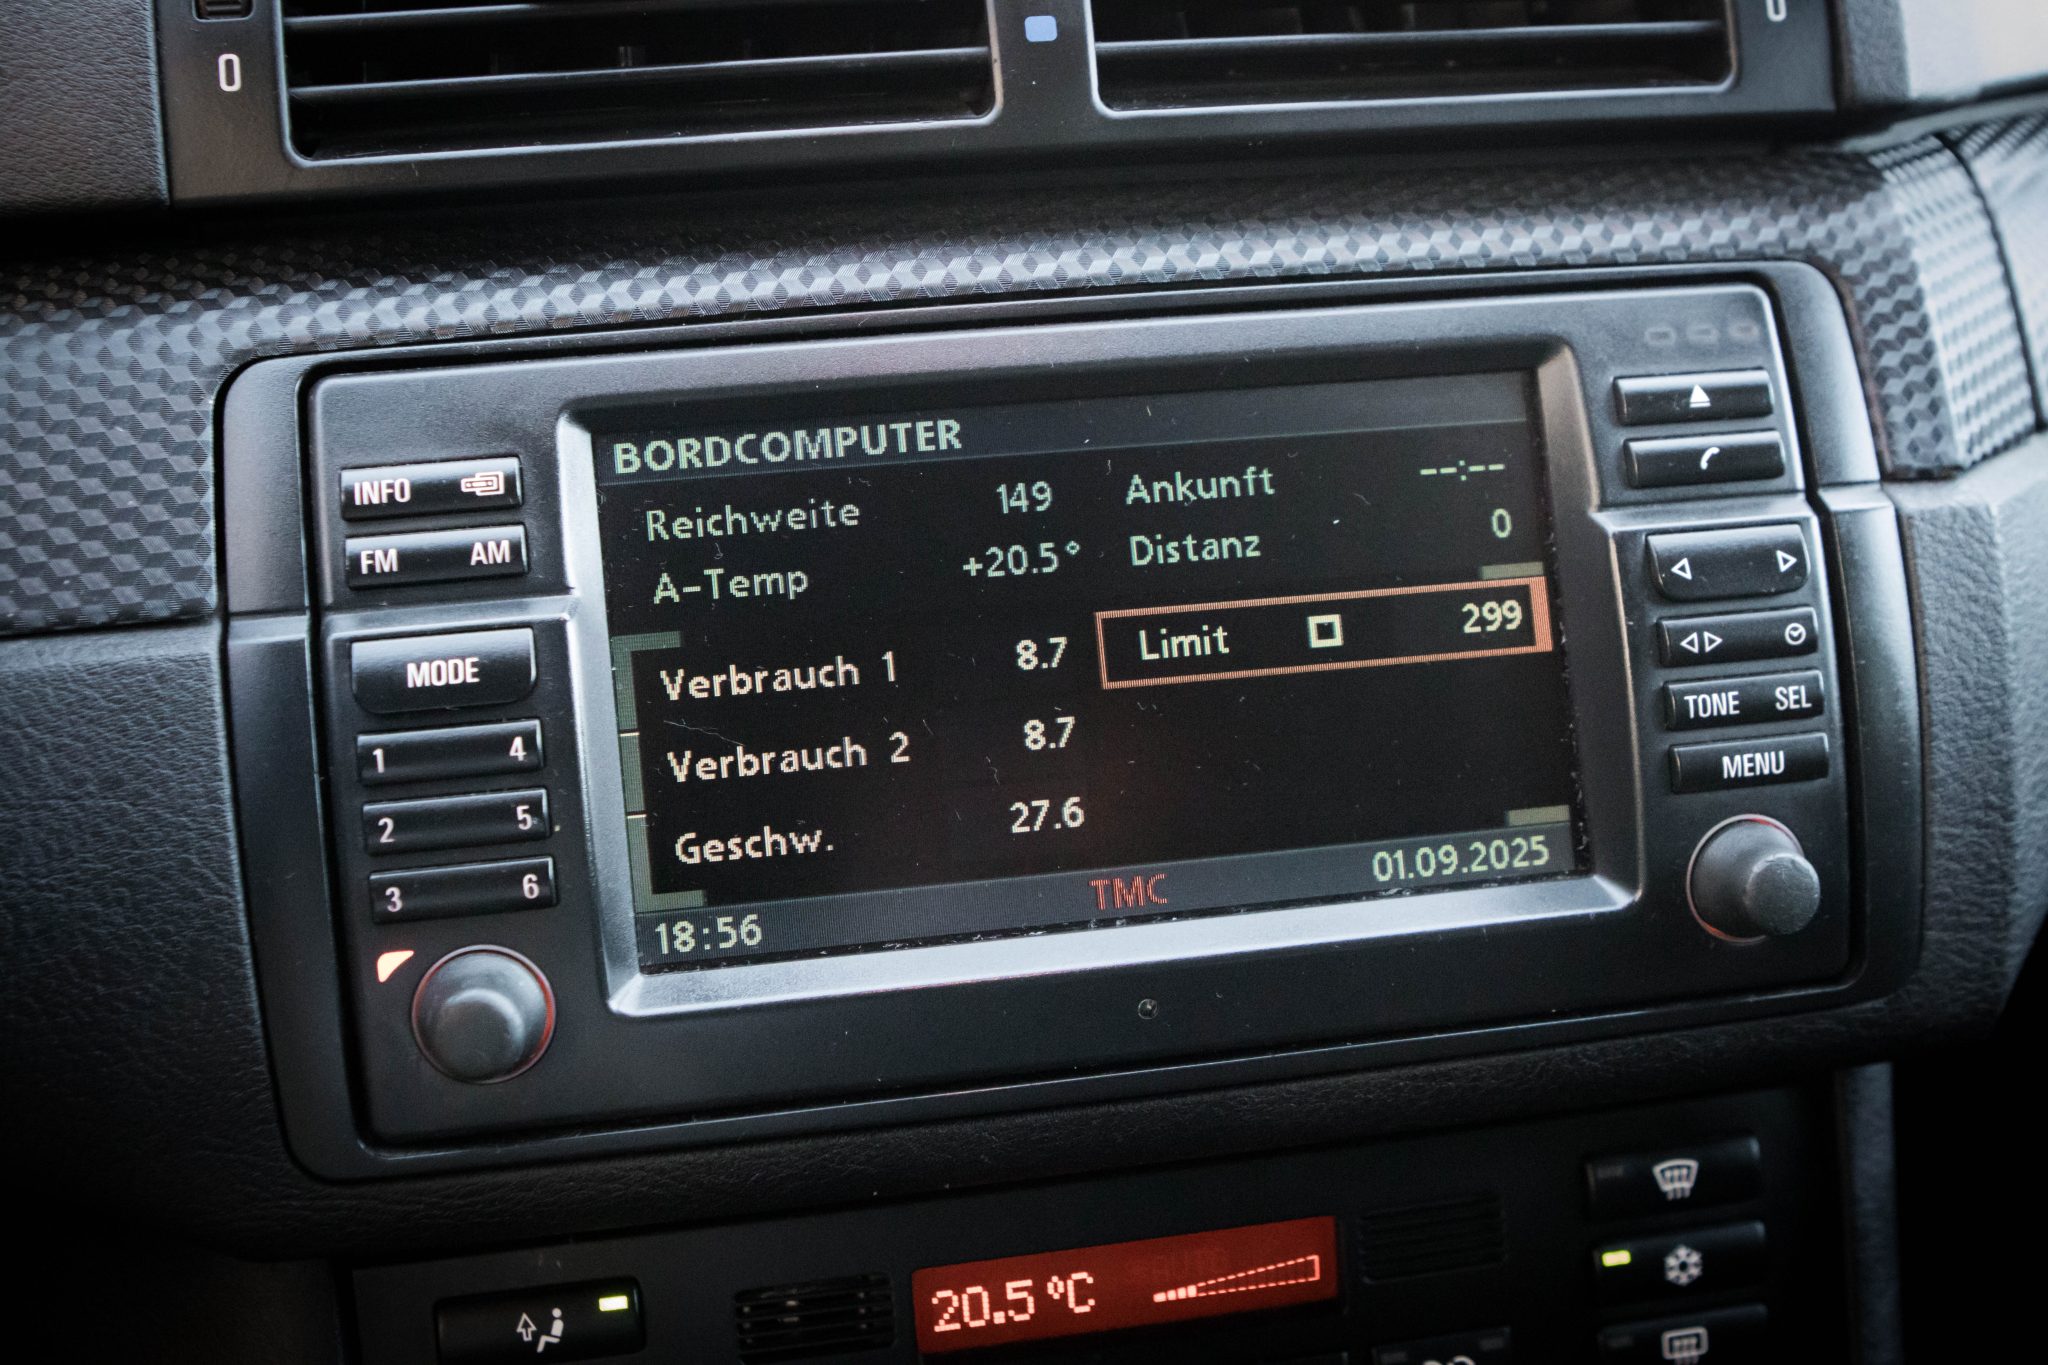 0
0
BORDCOMPUTER
Reichweite 149 Ankunft --:--
A-Temp +20.5° Distanz 0
Verbrauch 1 8.7 Limit 299
Verbrauch 2 8.7
Geschw. 27.6
18:56 TMC 01.09.2025
INFO
FM AM
MODE
1 4
2 5
3 6
TONE SEL
MENU
20.5 °C